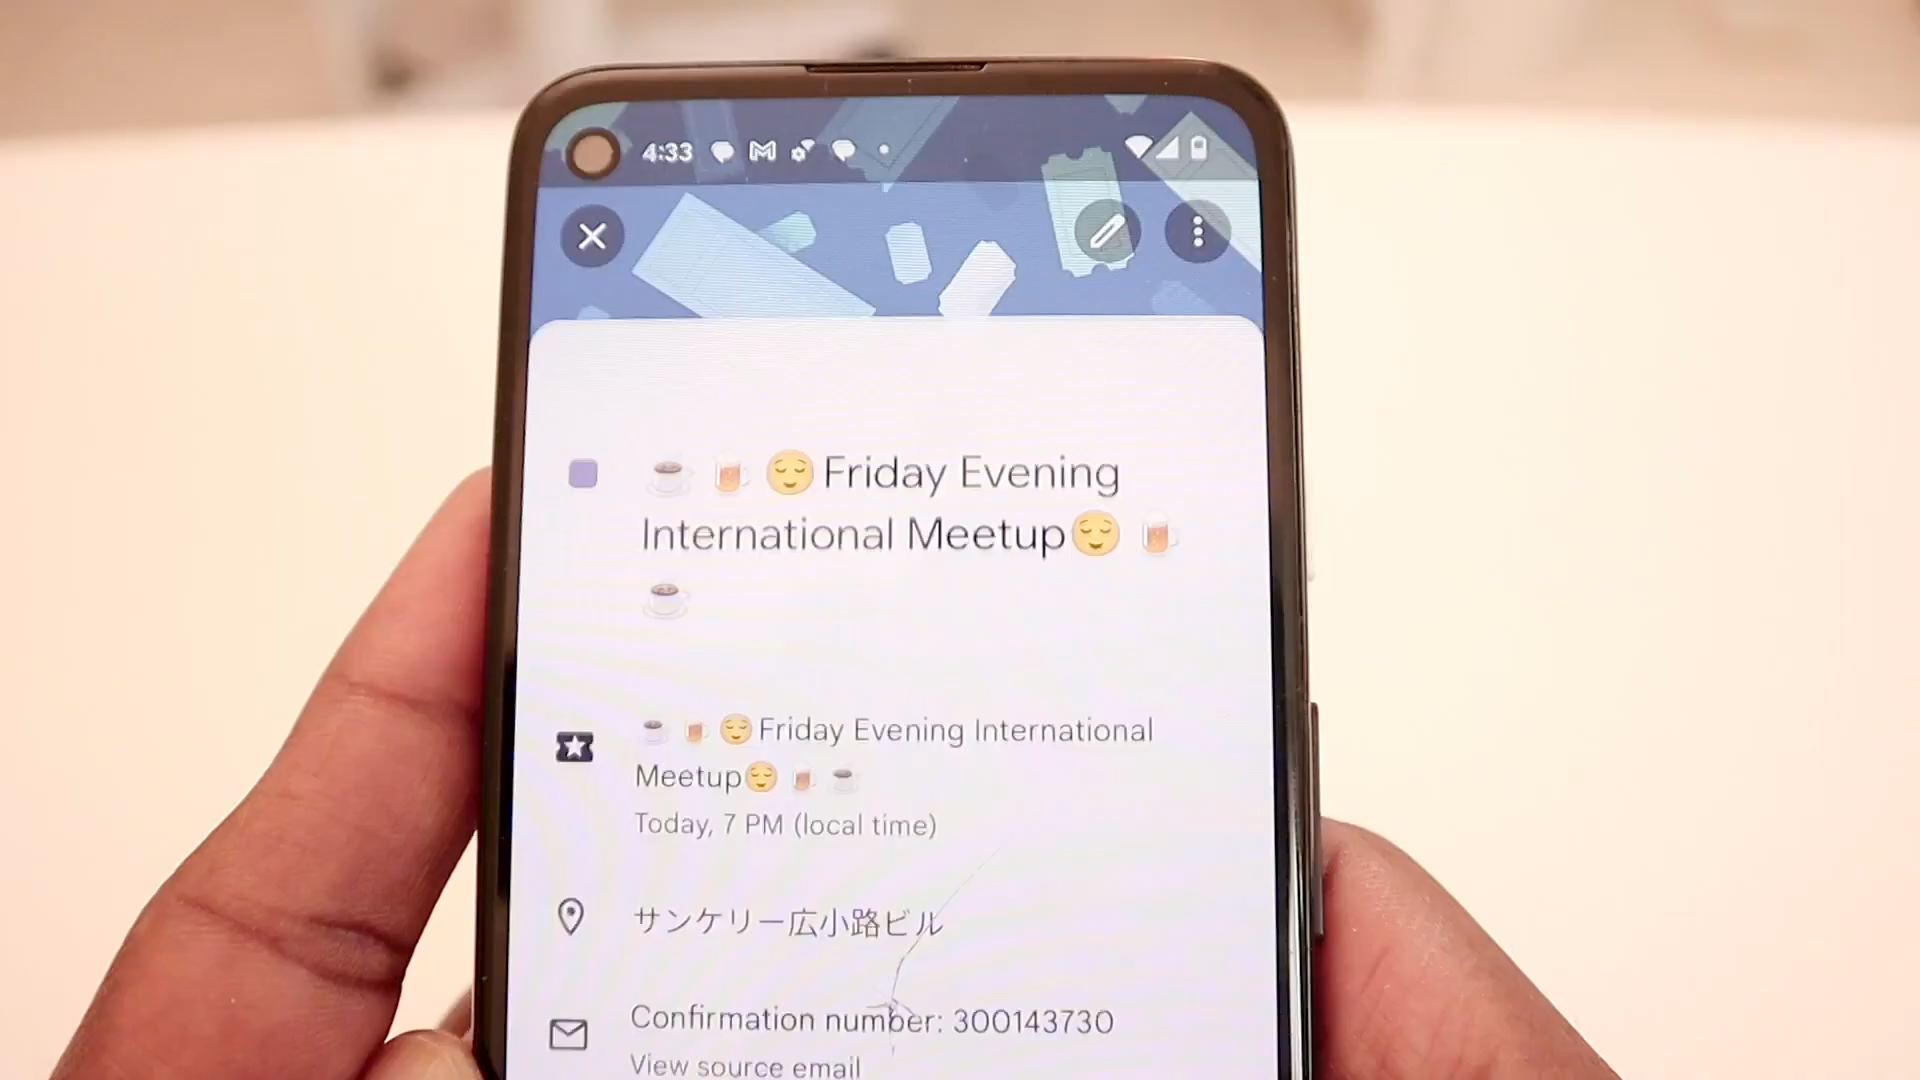 4:33
☕ 🍺 😌 Friday Evening
International Meetup😌 🍺
☕
☕ 🍺 😌 Friday Evening International
Meetup😌 🍺 ☕
Today, 7 PM (local time)
サンケリー広小路ビル
Confirmation number: 300143730
View source email